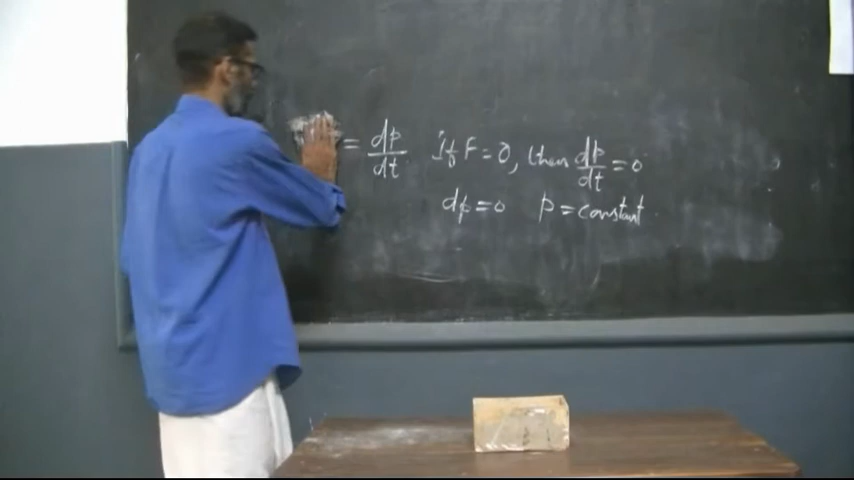 = dp/dt If F = 0, then dp/dt = 0
dp = 0 p = constant